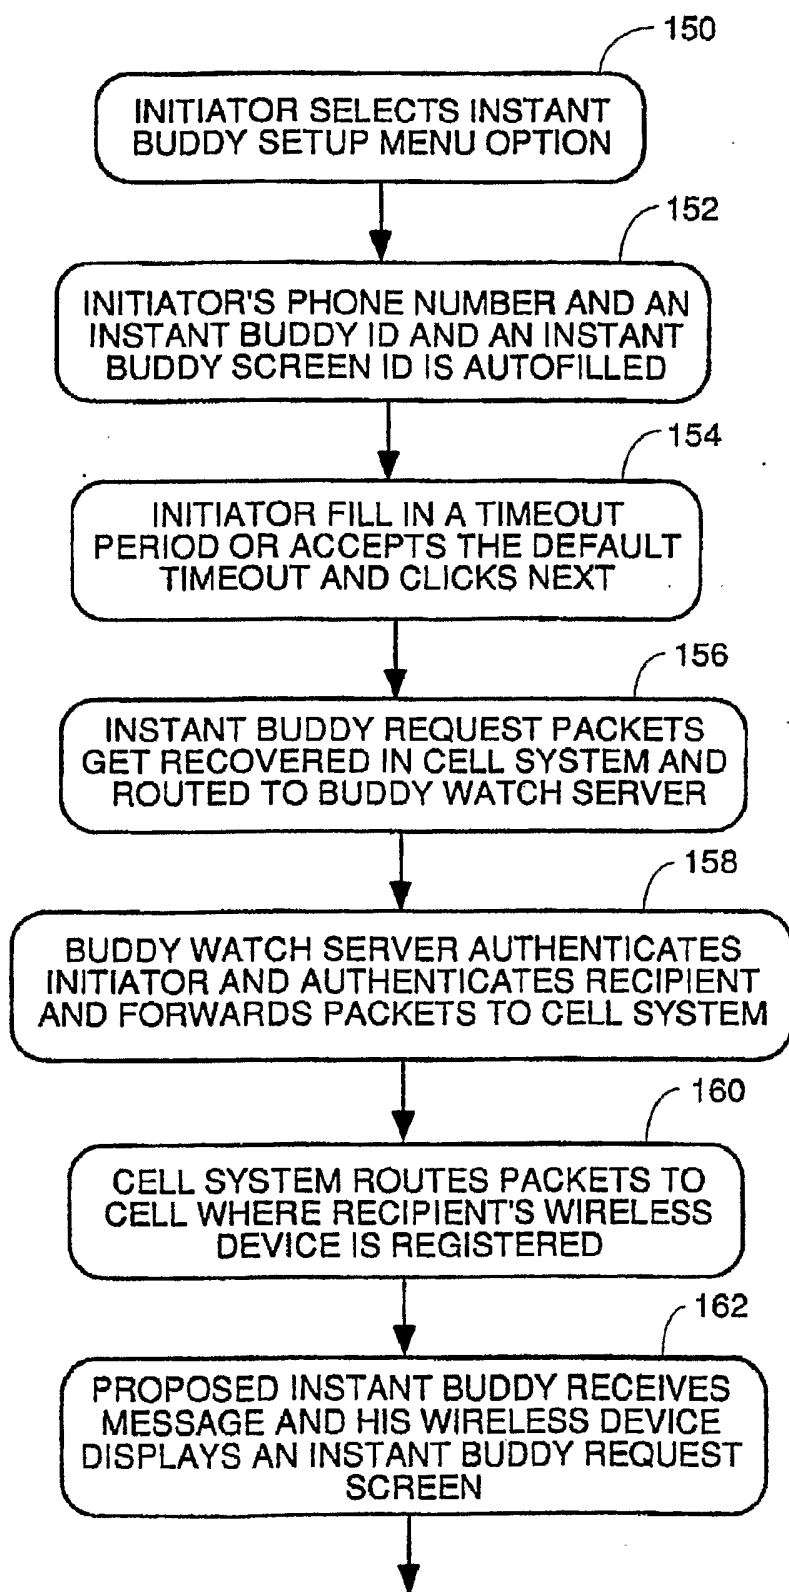 150
INITIATOR SELECTS INSTANT
BUDDY SETUP MENU OPTION
152
INITIATOR'S PHONE NUMBER AND AN
INSTANT BUDDY ID AND AN INSTANT
BUDDY SCREEN ID IS AUTOFILLED
154
INITIATOR FILL IN A TIMEOUT
PERIOD OR ACCEPTS THE DEFAULT
TIMEOUT AND CLICKS NEXT
156
INSTANT BUDDY REQUEST PACKETS
GET RECOVERED IN CELL SYSTEM AND
ROUTED TO BUDDY WATCH SERVER
158
BUDDY WATCH SERVER AUTHENTICATES
INITIATOR AND AUTHENTICATES RECIPIENT
AND FORWARDS PACKETS TO CELL SYSTEM
160
CELL SYSTEM ROUTES PACKETS TO
CELL WHERE RECIPIENT'S WIRELESS
DEVICE IS REGISTERED
162
PROPOSED INSTANT BUDDY RECEIVES
MESSAGE AND HIS WIRELESS DEVICE
DISPLAYS AN INSTANT BUDDY REQUEST
SCREEN